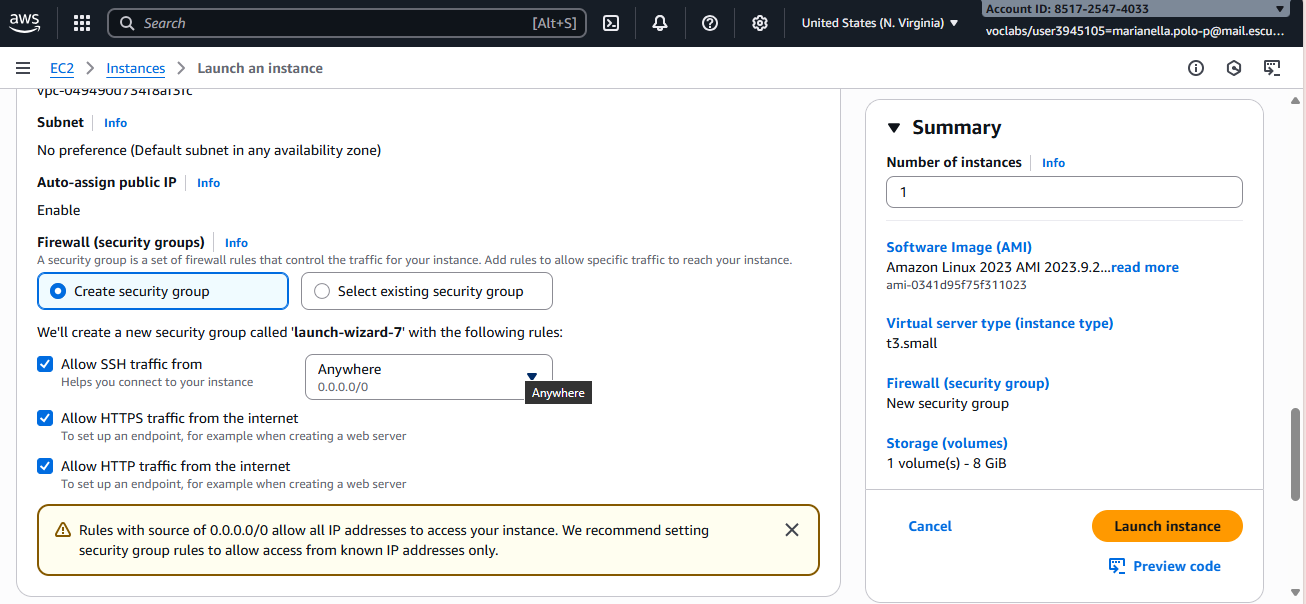 aws
Search [Alt+S]
United States (N. Virginia)
Account ID: 8517-2547-4033
voclabs/user3945105=marianella.polo-p@mail.escu...
EC2 > Instances > Launch an instance
vpc-049490d734f8af3fc
Subnet Info
No preference (Default subnet in any availability zone)
Auto-assign public IP Info
Enable
Firewall (security groups) Info
A security group is a set of firewall rules that control the traffic for your instance. Add rules to allow specific traffic to reach your instance.
Create security group
Select existing security group
We'll create a new security group called 'launch-wizard-7' with the following rules:
Allow SSH traffic from
Helps you connect to your instance
Anywhere
0.0.0.0/0
Anywhere
Allow HTTPS traffic from the internet
To set up an endpoint, for example when creating a web server
Allow HTTP traffic from the internet
To set up an endpoint, for example when creating a web server
Rules with source of 0.0.0.0/0 allow all IP addresses to access your instance. We recommend setting
security group rules to allow access from known IP addresses only.
Summary
Number of instances Info
1
Software Image (AMI)
Amazon Linux 2023 AMI 2023.9.2...read more
ami-0341d95f75f311023
Virtual server type (instance type)
t3.small
Firewall (security group)
New security group
Storage (volumes)
1 volume(s) - 8 GiB
Cancel
Launch instance
Preview code